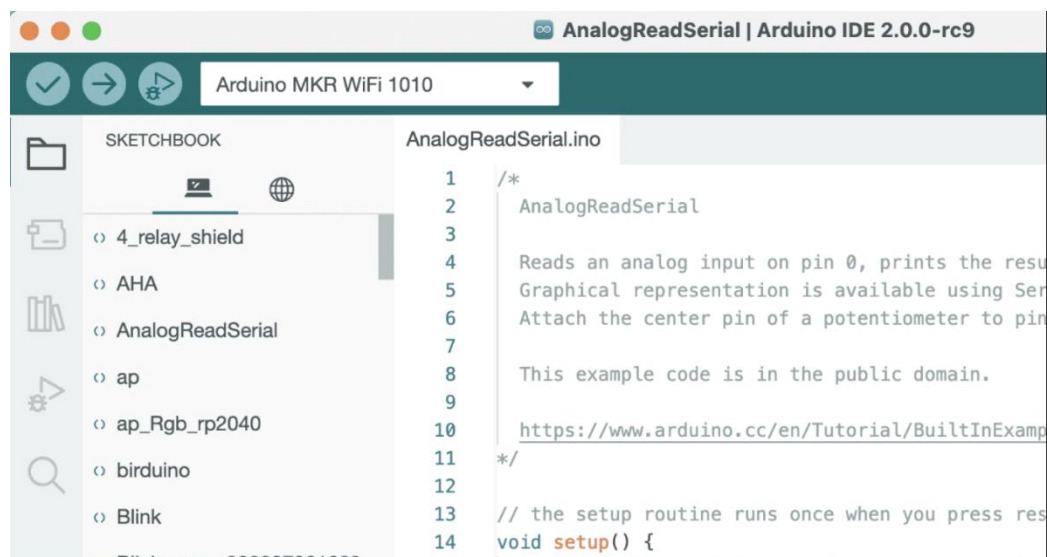 AnalogReadSerial | Arduino IDE 2.0.0-rc9
Arduino MKR WiFi 1010
SKETCHBOOK
4_relay_shield
AHA
AnalogReadSerial
ap
ap_Rgb_rp2040
birduino
Blink
AnalogReadSerial.ino
1 /*
2 AnalogReadSerial
3
4 Reads an analog input on pin 0, prints the resu
5 Graphical representation is available using Ser
6 Attach the center pin of a potentiometer to pin
7
8 This example code is in the public domain.
9
10 https://www.arduino.cc/en/Tutorial/BuiltInExamp
11 */
12
13 // the setup routine runs once when you press res
14 void setup() {